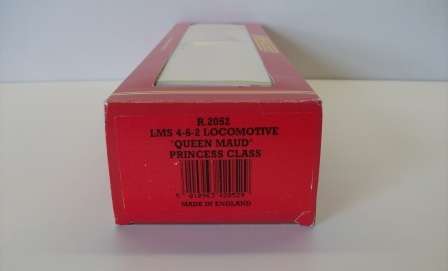 R.2052
LMS 4-6-2 LOCOMOTIVE
'QUEEN MAUD'
PRINCESS CLASS
MADE IN ENGLAND